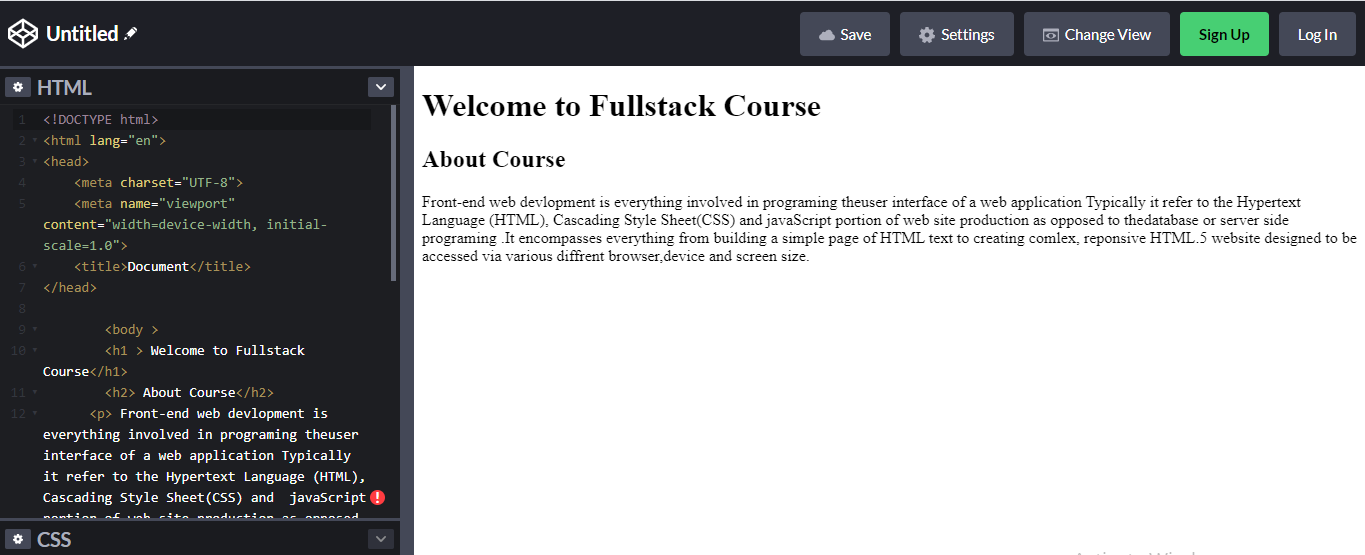 Untitled
Save
Settings
Change View
Sign Up
Log In
HTML
1 <!DOCTYPE html>
2 <html lang="en">
3 <head>
4 <meta charset="UTF-8">
5 <meta name="viewport"
content="width=device-width, initial-
scale=1.0">
6 <title>Document</title>
7 </head>
8
9 <body >
10 <h1 > Welcome to Fullstack
Course</h1>
11 <h2> About Course</h2>
12 <p> Front-end web devlopment is
everything involved in programing theuser
interface of a web application Typically
it refer to the Hypertext Language (HTML),
Cascading Style Sheet(CSS) and  javaScript
portion of web site production as opposed
CSS
Welcome to Fullstack Course
About Course
Front-end web devlopment is everything involved in programing theuser interface of a web application Typically it refer to the Hypertext
Language (HTML), Cascading Style Sheet(CSS) and javaScript portion of web site production as opposed to thedatabase or server side
programing .It encompasses everything from building a simple page of HTML text to creating comlex, reponsive HTML.5 website designed to be
accessed via various diffrent browser,device and screen size.